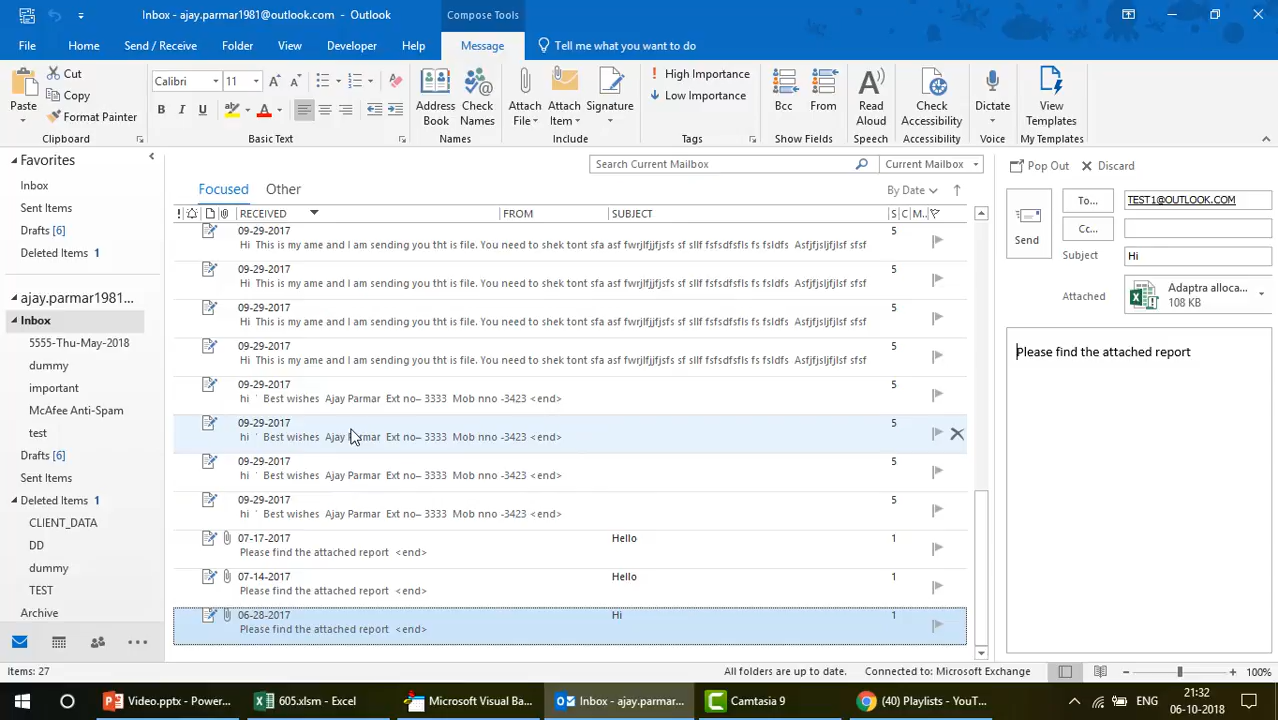 Inbox - ajay.parmar1981@outlook.com - Outlook
Compose Tools
File Home Send / Receive Folder View Developer Help Message Tell me what you want to do
Paste
Cut
Copy
Format Painter
Clipboard
Calibri 11
B I U
Basic Text
Address Book
Check Names
Names
Attach File
Attach Item
Signature
Include
High Importance
Low Importance
Tags
Bcc
From
Show Fields
Read Aloud
Speech
Check Accessibility
Accessibility
Dictate
Voice
View Templates
My Templates
Favorites
Inbox
Sent Items
Drafts [6]
Deleted Items 1
ajay.parmar1981...
Inbox
5555-Thu-May-2018
dummy
important
McAfee Anti-Spam
test
Drafts [6]
Sent Items
Deleted Items 1
CLIENT_DATA
DD
dummy
TEST
Archive
Search Current Mailbox
Current Mailbox
Focused Other
By Date
RECEIVED FROM SUBJECT S C M..
09-29-2017 5
Hi This is my ame and I am sending you tht is file. You need to shek tont sfa asf fwrjlfjjfjsfs sf sllf fsfsdfsfls fs fsldfs Asfjfjsljfjsljf sfsf
09-29-2017 5
Hi This is my ame and I am sending you tht is file. You need to shek tont sfa asf fwrjlfjjfjsfs sf sllf fsfsdfsfls fs fsldfs Asfjfjsljfjsljf sfsf
09-29-2017 5
Hi This is my ame and I am sending you tht is file. You need to shek tont sfa asf fwrjlfjjfjsfs sf sllf fsfsdfsfls fs fsldfs Asfjfjsljfjsljf sfsf
09-29-2017 5
Hi This is my ame and I am sending you tht is file. You need to shek tont sfa asf fwrjlfjjfjsfs sf sllf fsfsdfsfls fs fsldfs Asfjfjsljfjsljf sfsf
09-29-2017 5
hi ' Best wishes Ajay Parmar Ext no– 3333 Mob nno -3423 <end>
09-29-2017 5
hi ' Best wishes Ajay Parmar Ext no– 3333 Mob nno -3423 <end>
09-29-2017 5
hi ' Best wishes Ajay Parmar Ext no– 3333 Mob nno -3423 <end>
09-29-2017 5
hi ' Best wishes Ajay Parmar Ext no– 3333 Mob nno -3423 <end>
07-17-2017 Hello 1
Please find the attached report <end>
07-14-2017 Hello 1
Please find the attached report <end>
06-28-2017 Hi 1
Please find the attached report <end>
Pop Out Discard
Send
To... TEST1@OUTLOOK.COM
Cc...
Subject Hi
Attached Adaptra alloca...
108 KB
Please find the attached report
Items: 27
All folders are up to date. Connected to: Microsoft Exchange
100%
Video.pptx - Power...
605.xlsm - Excel
Microsoft Visual Ba...
Inbox - ajay.parmar...
Camtasia 9
(40) Playlists - YouT...
ENG
21:32
06-10-2018